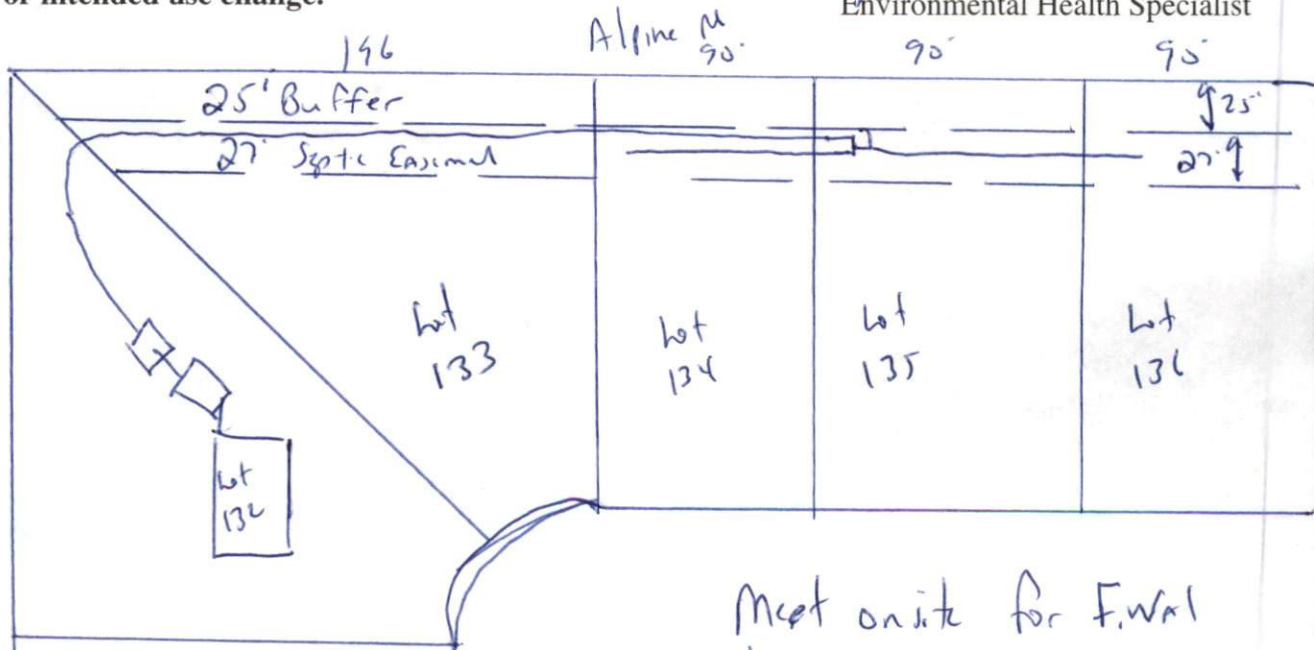 or intended use change.
Environmental Health Specialist
196
Alpine
90'
90'
90
25' Buffer
25'
27' Septic Easement
27'
Lot
133
Lot
134
Lot
135
Lot
136
Lot
132
Meet onsite for Final